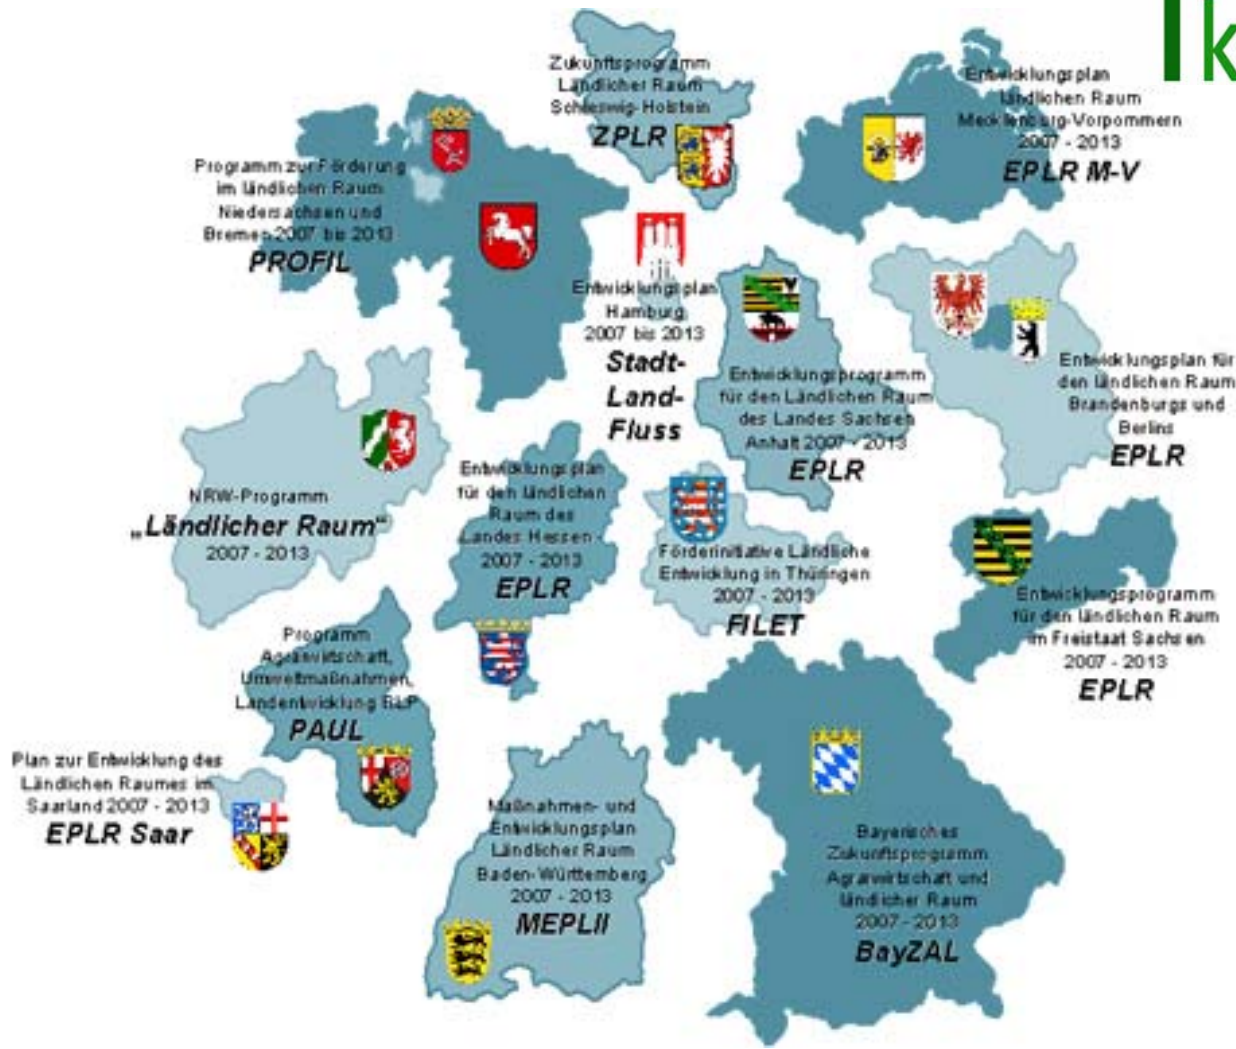 Ik
Zukunftsprogramm
Ländlicher Raum
Schleswig-Holstein
ZPLR
Entwicklungsplan
ländlichen Raum
Mecklenburg-Vorpommern
2007 - 2013
EPLR M-V
Programm zur Förderung
im ländlichen Raum
Niedersachsen und
Bremen 2007 bis 2013
PROFIL
Entwicklungsplan
Hamburg
2007 bis 2013
Stadt-
Land-
Fluss
Entwicklungsprogramm
für den Ländlichen Raum
des Landes Sachsen
Anhalt 2007 - 2013
EPLR
Entwicklungsplan für
den ländlichen Raum
Brandenburgs und
Berlins
EPLR
NRW-Programm
„Ländlicher Raum“
2007 - 2013
Entwicklungsplan
für den ländlichen
Raum des
Landes Hessen -
2007 - 2013
EPLR
Förderinitiative Ländliche
Entwicklung in Thüringen
2007 - 2013
FILET
Entwicklungsprogramm
für den ländlichen Raum
im Freistaat Sachsen
2007 - 2013
EPLR
Programm
Agrarwirtschaft,
Umweltmaßnahmen,
Landentwicklung RLP
PAUL
Plan zur Entwicklung des
Ländlichen Raumes im
Saarland 2007 - 2013
EPLR Saar
Maßnahmen- und
Entwicklungsplan
Ländlicher Raum
Baden-Württemberg
2007 - 2013
MEPLII
Bayerisches
Zukunftsprogramm
Agrarwirtschaft und
ländlicher Raum
2007 - 2013
BayZAL